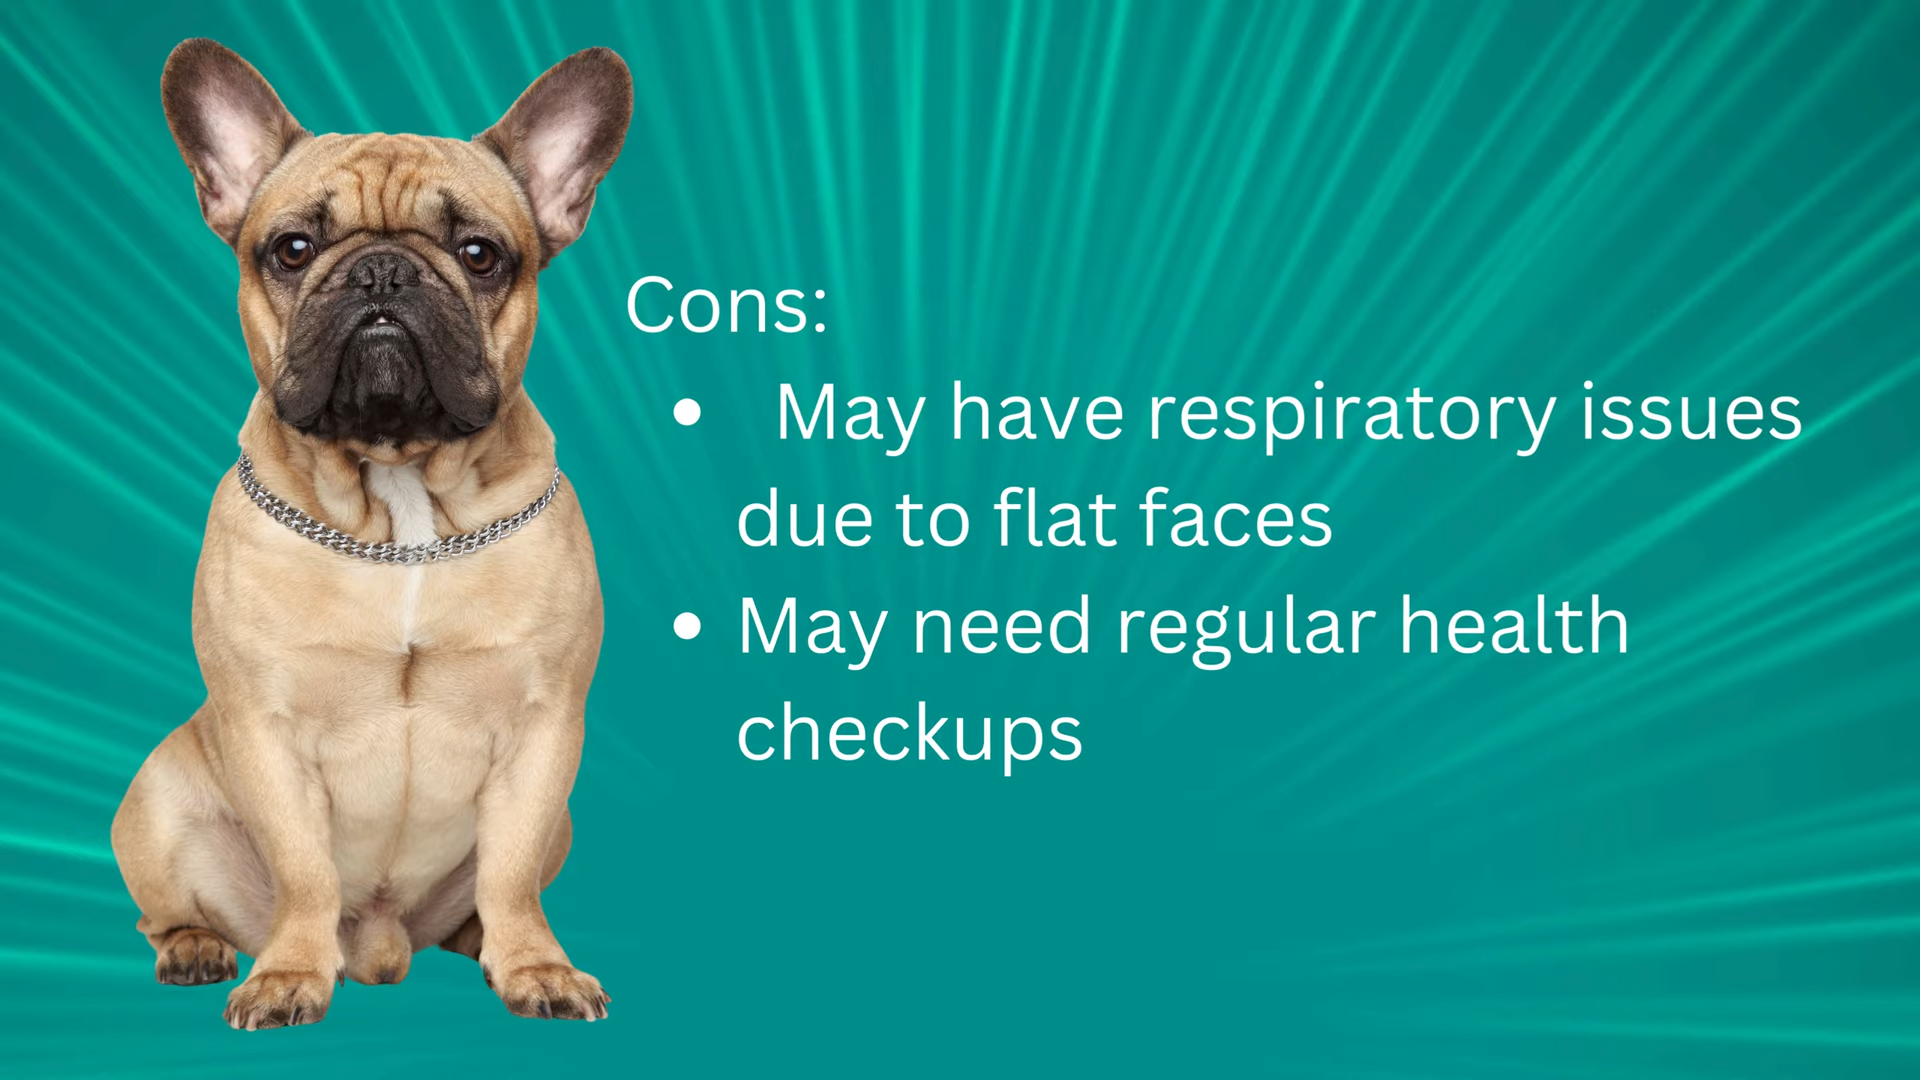 Cons:
• May have respiratory issues
due to flat faces
• May need regular health
checkups